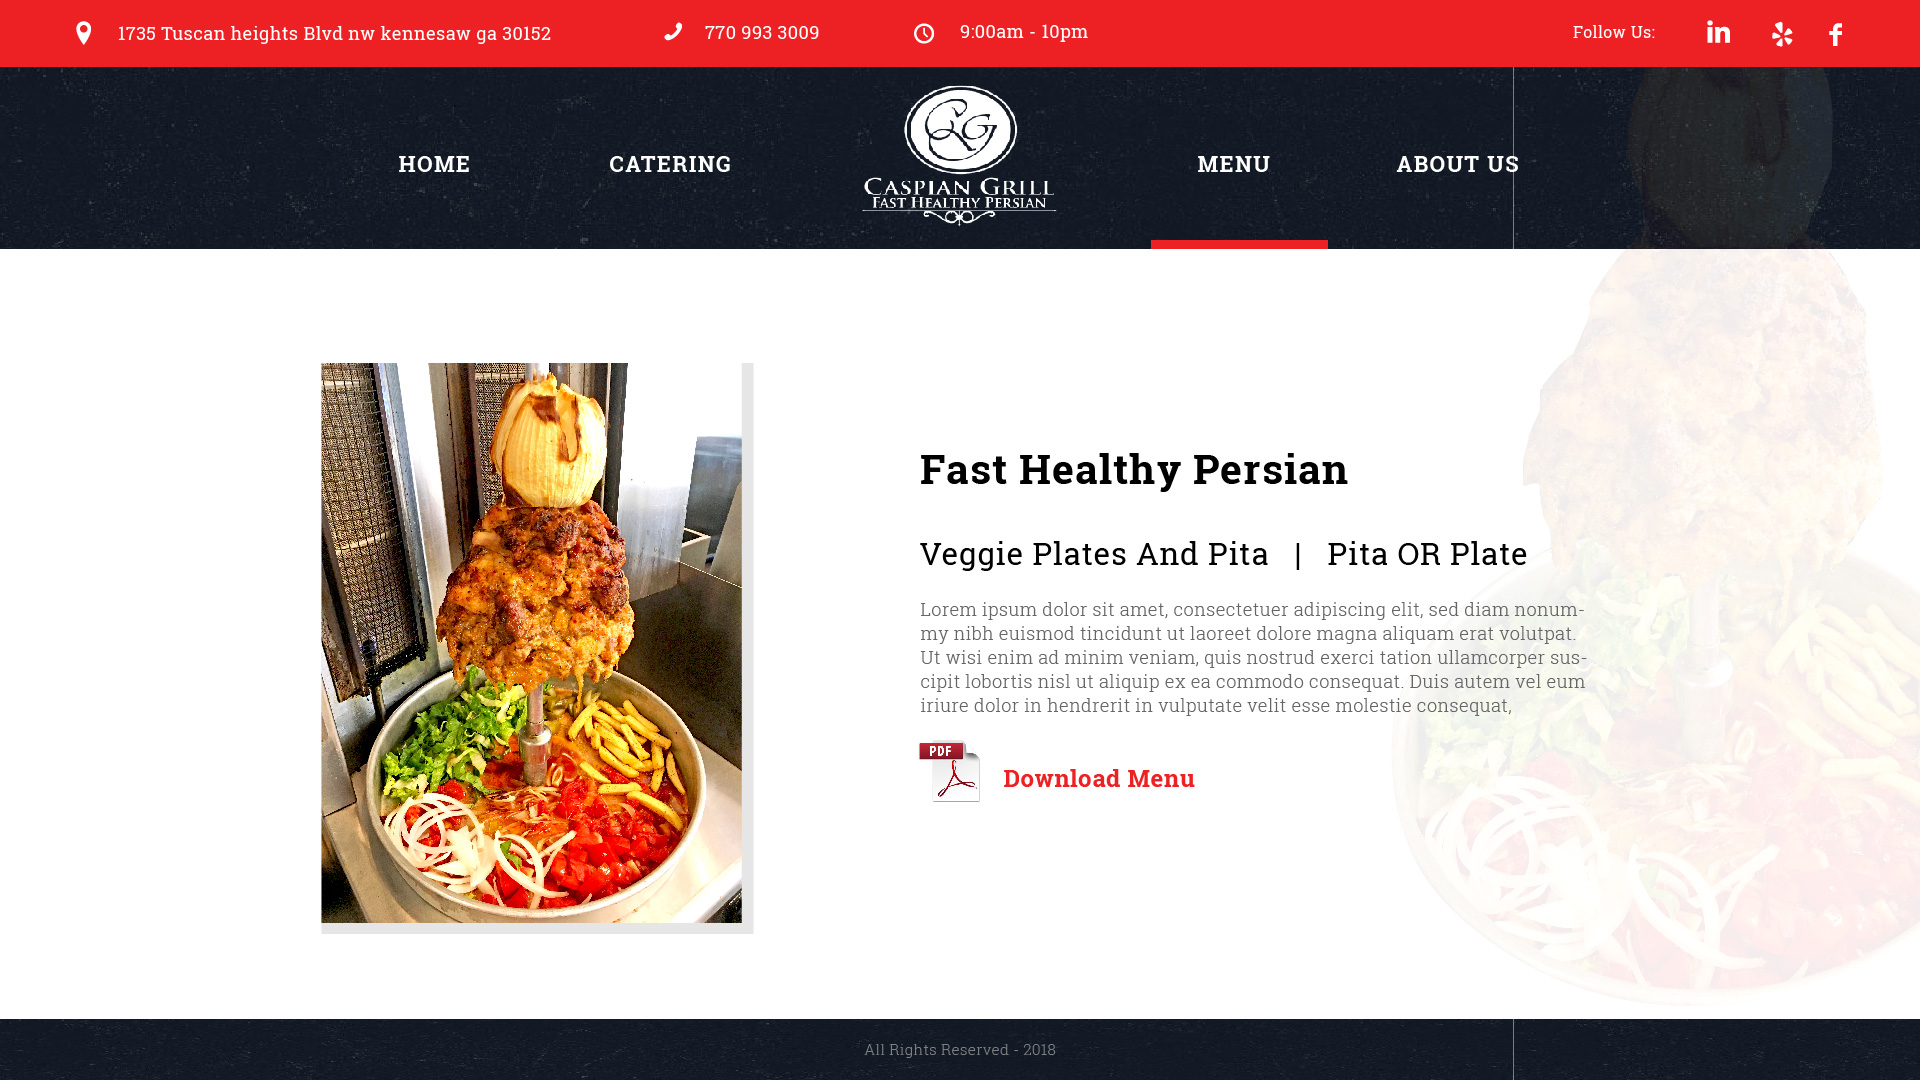 1735 Tuscan heights Blvd nw kennesaw ga 30152
770 993 3009
9:00am - 10pm
Follow Us:
in
HOME
CATERING
CG
CASPIAN GRILL
FAST HEALTHY PERSIAN
MENU
ABOUT US
Fast Healthy Persian
Veggie Plates And Pita | Pita OR Plate
Lorem ipsum dolor sit amet, consectetuer adipiscing elit, sed diam nonum-
my nibh euismod tincidunt ut laoreet dolore magna aliquam erat volutpat.
Ut wisi enim ad minim veniam, quis nostrud exerci tation ullamcorper sus-
cipit lobortis nisl ut aliquip ex ea commodo consequat. Duis autem vel eum
iriure dolor in hendrerit in vulputate velit esse molestie consequat,
PDF
Download Menu
All Rights Reserved - 2018